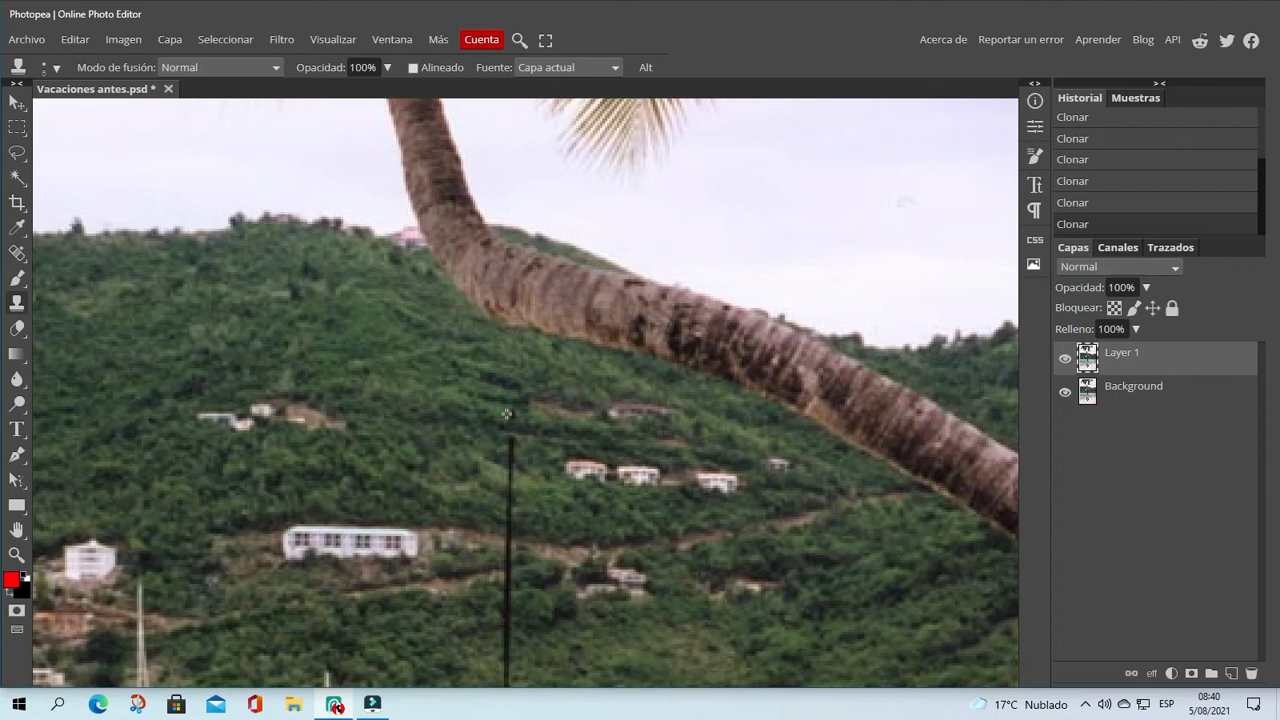 Photopea | Online Photo Editor
Archivo Editar Imagen Capa Seleccionar Filtro Visualizar Ventana Más Cuenta Acerca de Reportar un error Aprender Blog API
5 Modo de fusión: Normal Opacidad: 100% Alineado Fuente: Capa actual Alt
Vacaciones antes.psd *
Historial Muestras
Clonar
Clonar
Clonar
Clonar
Clonar
Clonar
CSS
Capas Canales Trazados
Normal
Opacidad: 100%
Bloquear:
Relleno: 100%
Layer 1
Background
eff
17°C Nublado ESP 08:40
5/08/2021